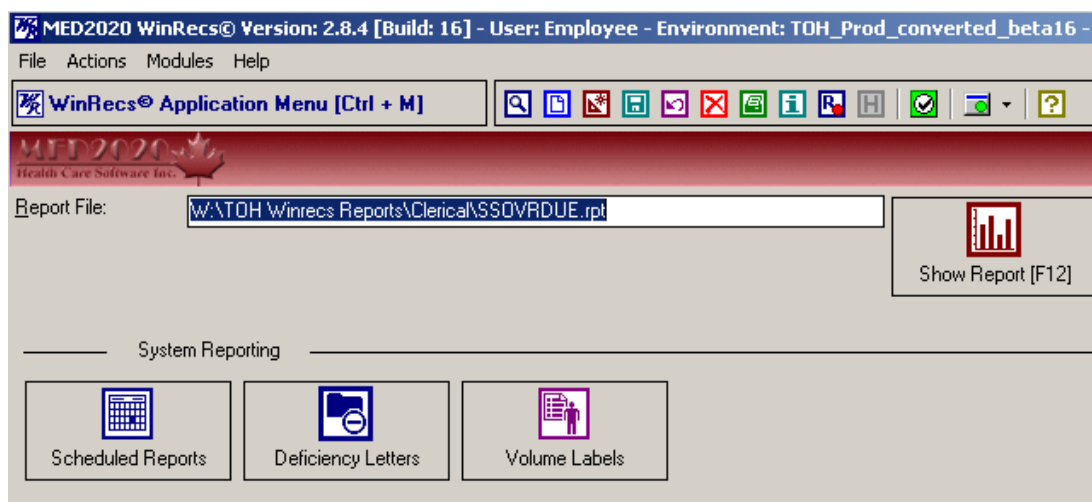 MED2020 WinRecs© Version: 2.8.4 [Build: 16] - User: Employee - Environment: TOH_Prod_converted_beta16 -
File Actions Modules Help
WinRecs© Application Menu [Ctrl + M]
MED2020
Health Care Software Inc.
Report File: W:\TOH Winrecs Reports\Clerical\SSOVRDUE.rpt
Show Report [F12]
System Reporting
Scheduled Reports Deficiency Letters Volume Labels